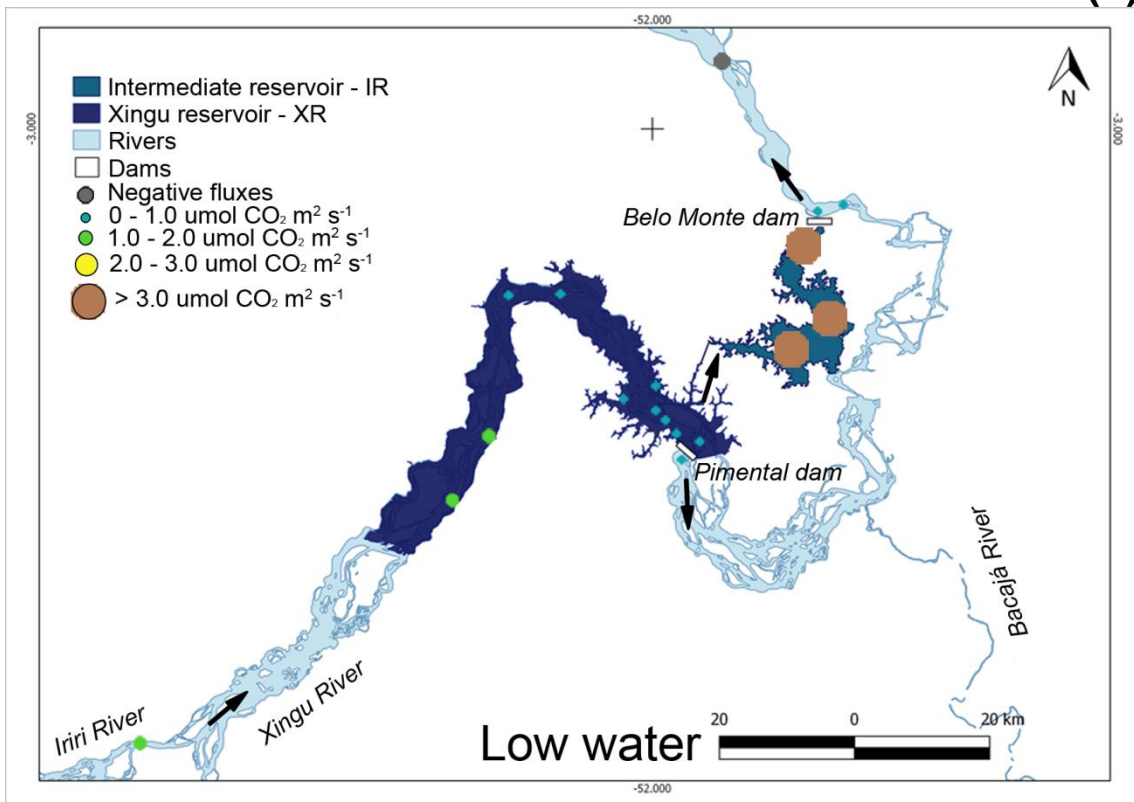 -52.000
-3.000
-3.000
N
Intermediate reservoir - IR
Xingu reservoir - XR
Rivers
Dams
Negative fluxes
0 - 1.0 umol CO₂ m² s⁻¹
1.0 - 2.0 umol CO₂ m² s⁻¹
2.0 - 3.0 umol CO₂ m² s⁻¹
> 3.0 umol CO₂ m² s⁻¹
Belo Monte dam
Pimental dam
Bacajá River
Iriri River
Xingu River
Low water
20 0 20 km
-52.000